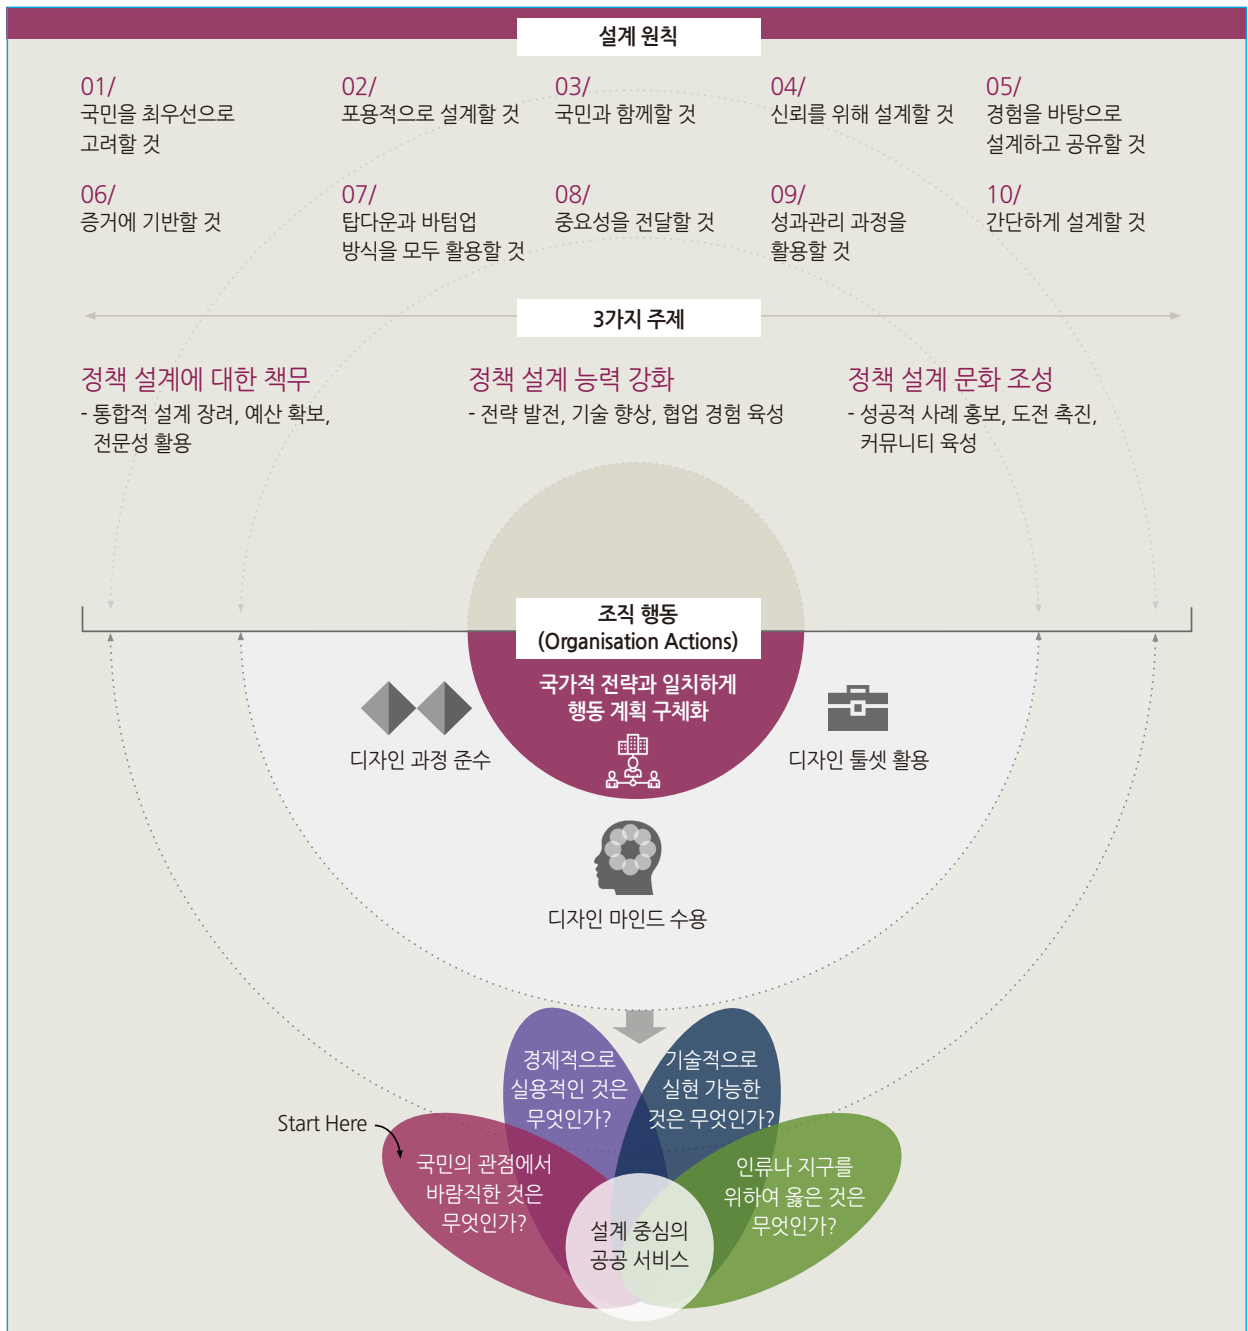 설계 원칙
01/
국민을 최우선으로
고려할 것
02/
포용적으로 설계할 것
03/
국민과 함께할 것
04/
신뢰를 위해 설계할 것
05/
경험을 바탕으로
설계하고 공유할 것
06/
증거에 기반할 것
07/
탑다운과 바텀업
방식을 모두 활용할 것
08/
중요성을 전달할 것
09/
성과관리 과정을
활용할 것
10/
간단하게 설계할 것
3가지 주제
정책 설계에 대한 책무
- 통합적 설계 장려, 예산 확보,
전문성 활용
정책 설계 능력 강화
- 전략 발전, 기술 향상, 협업 경험 육성
정책 설계 문화 조성
- 성공적 사례 홍보, 도전 촉진,
커뮤니티 육성
조직 행동
(Organisation Actions)
국가적 전략과 일치하게
행동 계획 구체화
디자인 과정 준수
디자인 툴셋 활용
디자인 마인드 수용
경제적으로
실용적인 것은
무엇인가?
기술적으로
실현 가능한
것은 무엇인가?
Start Here
국민의 관점에서
바람직한 것은
무엇인가?
인류나 지구를
위하여 옳은 것은
무엇인가?
설계 중심의
공공 서비스